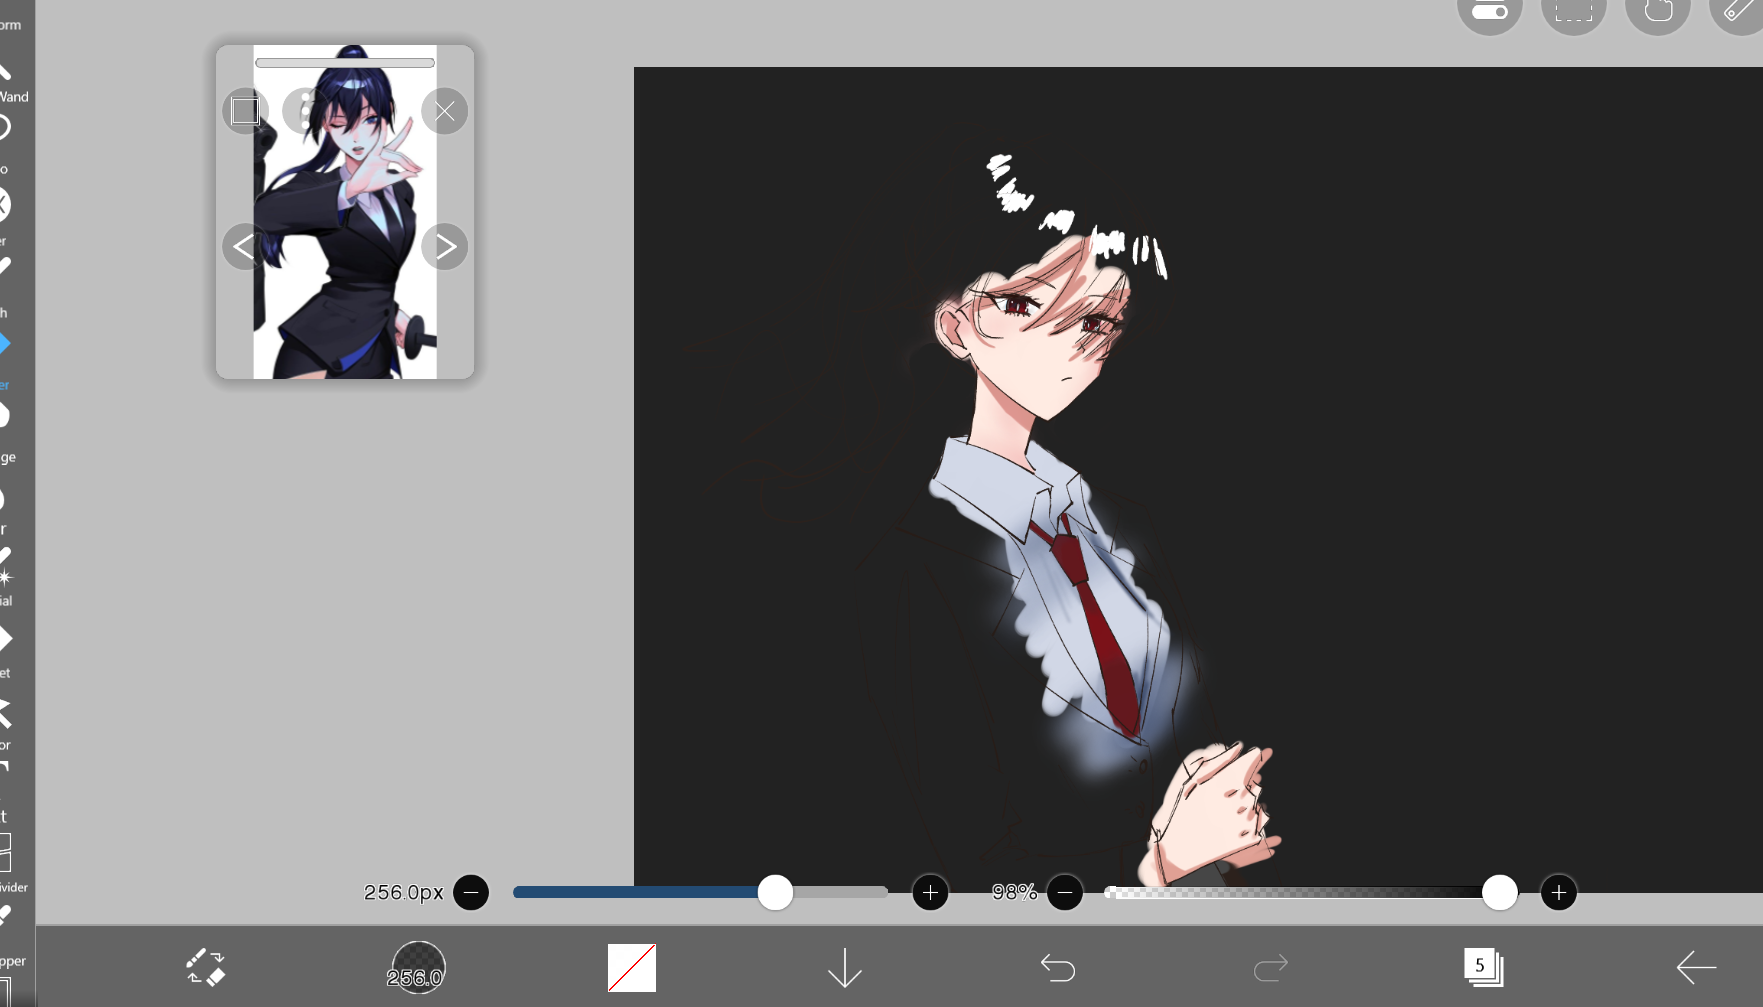 orm
Wand
o
er
h
er
ge
r
ial
et
or
t
ivider
pper
256.0px
98%
256.0
5